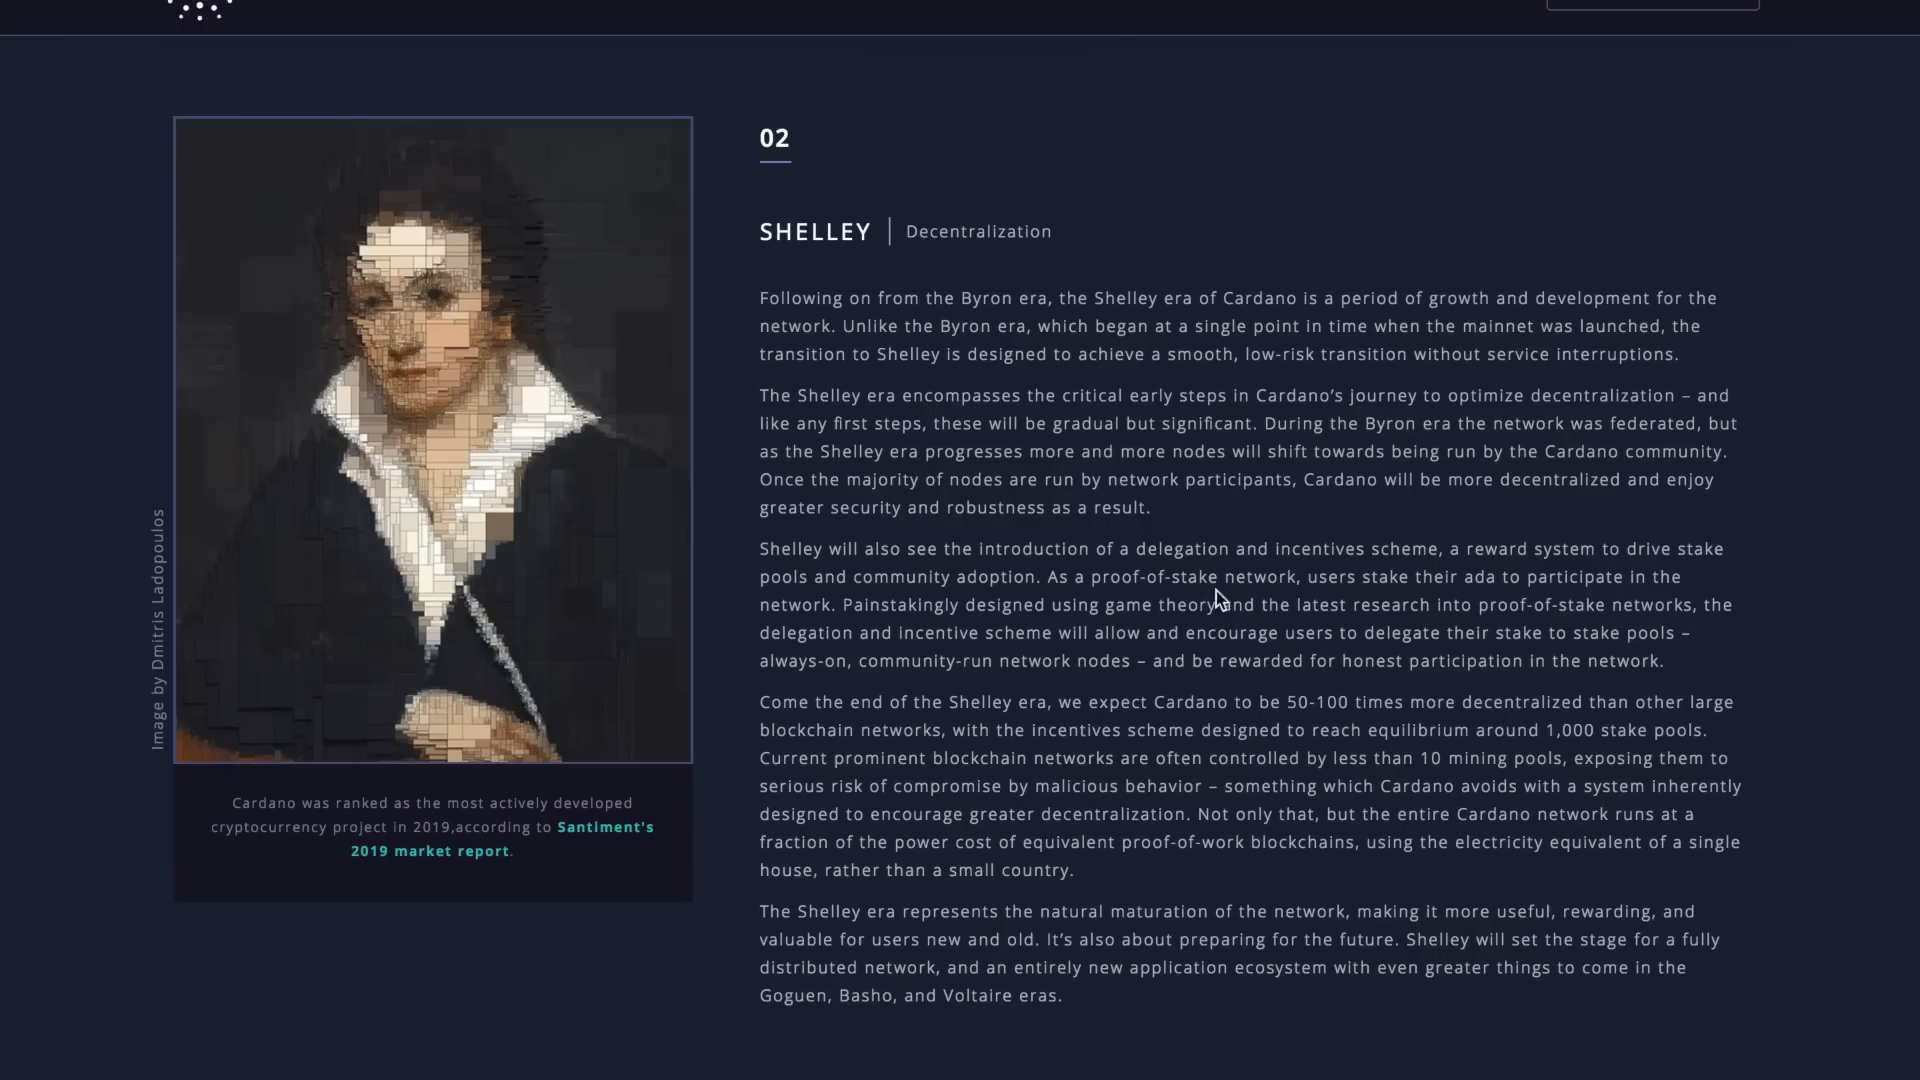 02
SHELLEY | Decentralization
Following on from the Byron era, the Shelley era of Cardano is a period of growth and development for the
network. Unlike the Byron era, which began at a single point in time when the mainnet was launched, the
transition to Shelley is designed to achieve a smooth, low-risk transition without service interruptions.
The Shelley era encompasses the critical early steps in Cardano’s journey to optimize decentralization – and
like any first steps, these will be gradual but significant. During the Byron era the network was federated, but
as the Shelley era progresses more and more nodes will shift towards being run by the Cardano community.
Once the majority of nodes are run by network participants, Cardano will be more decentralized and enjoy
greater security and robustness as a result.
Shelley will also see the introduction of a delegation and incentives scheme, a reward system to drive stake
pools and community adoption. As a proof-of-stake network, users stake their ada to participate in the
network. Painstakingly designed using game theory and the latest research into proof-of-stake networks, the
delegation and incentive scheme will allow and encourage users to delegate their stake to stake pools –
always-on, community-run network nodes – and be rewarded for honest participation in the network.
Come the end of the Shelley era, we expect Cardano to be 50-100 times more decentralized than other large
blockchain networks, with the incentives scheme designed to reach equilibrium around 1,000 stake pools.
Current prominent blockchain networks are often controlled by less than 10 mining pools, exposing them to
serious risk of compromise by malicious behavior – something which Cardano avoids with a system inherently
designed to encourage greater decentralization. Not only that, but the entire Cardano network runs at a
fraction of the power cost of equivalent proof-of-work blockchains, using the electricity equivalent of a single
house, rather than a small country.
The Shelley era represents the natural maturation of the network, making it more useful, rewarding, and
valuable for users new and old. It’s also about preparing for the future. Shelley will set the stage for a fully
distributed network, and an entirely new application ecosystem with even greater things to come in the
Goguen, Basho, and Voltaire eras.
Image by Dmitris Ladopoulos
Cardano was ranked as the most actively developed
cryptocurrency project in 2019,according to Santiment's
2019 market report.